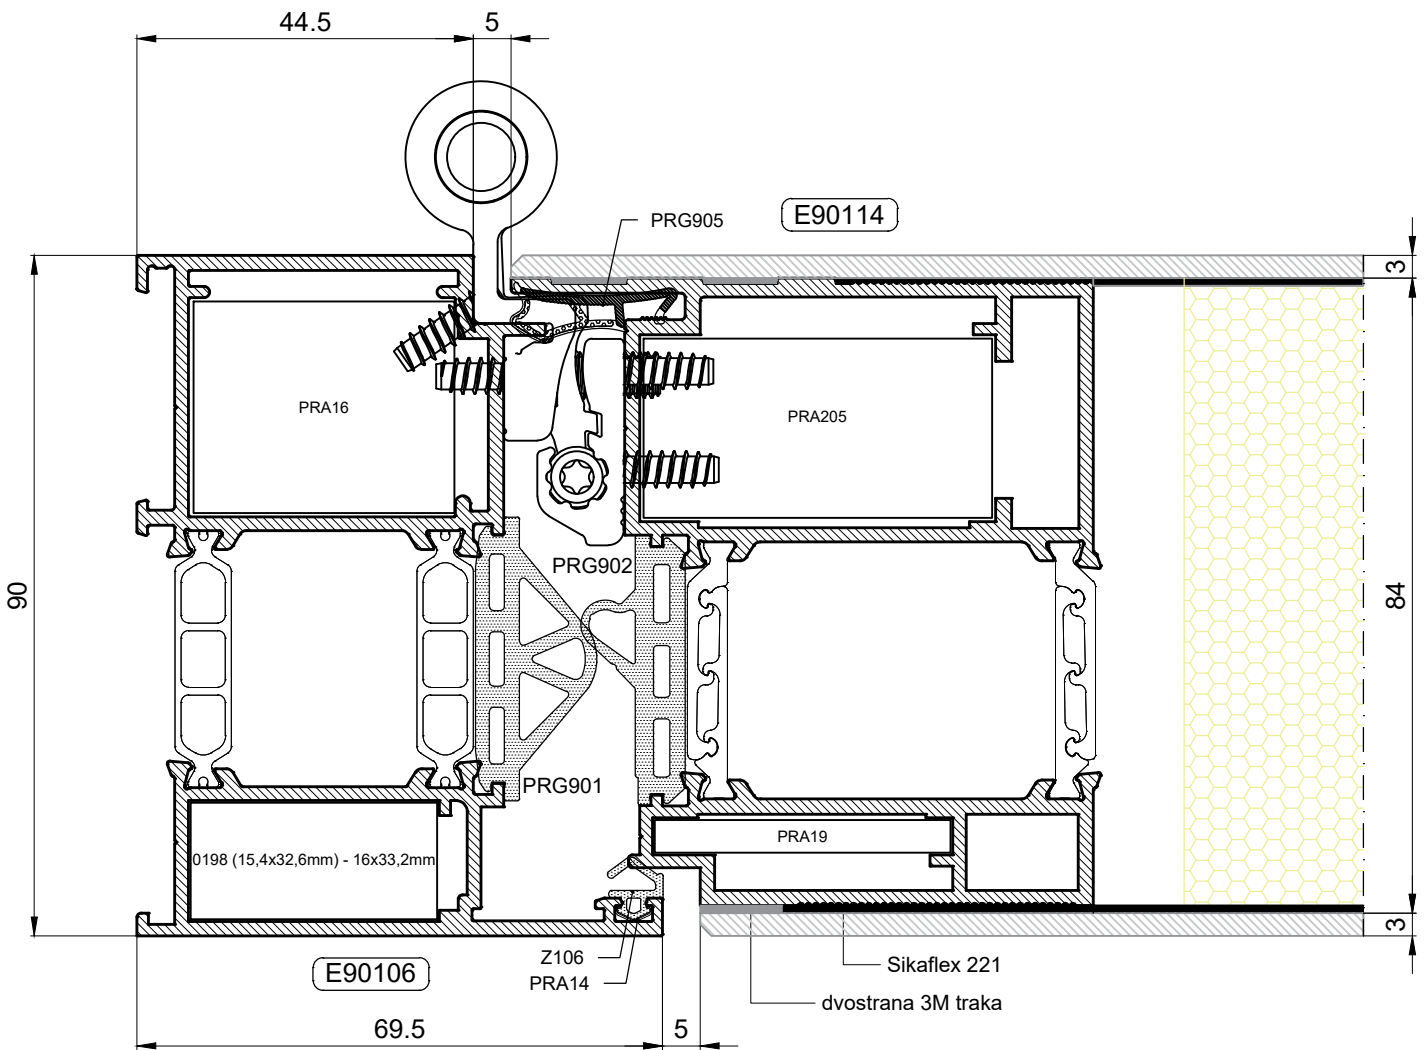 44.5
5
PRG905
E90114
3
PRA16
PRA205
90
PRG902
84
PRG901
PRA19
0198 (15,4x32,6mm) - 16x33,2mm
3
Z106
PRA14
E90106
Sikaflex 221
dvostrana 3M traka
69.5
5